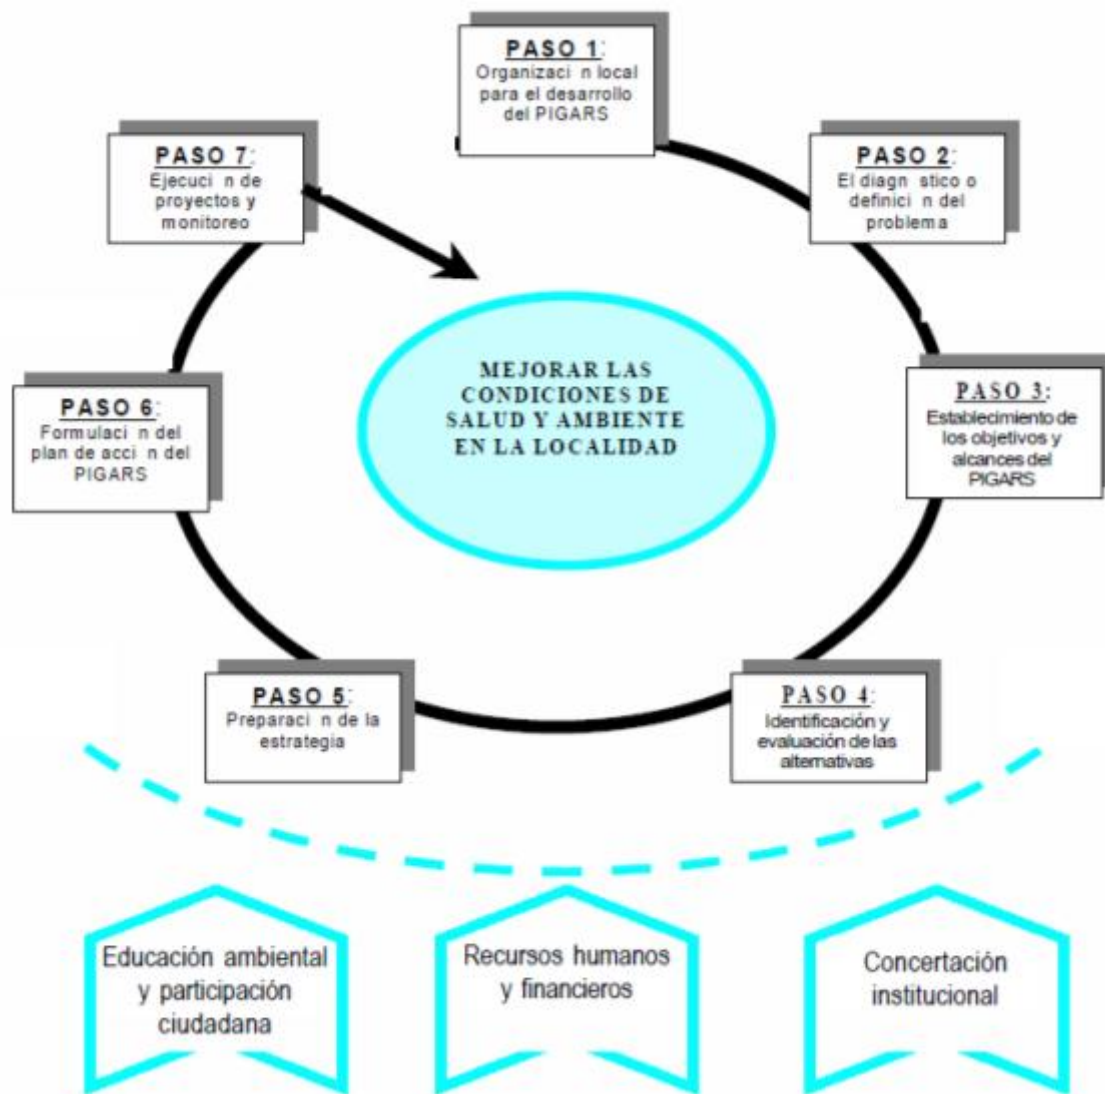 PASO 1:
Organizaci n local
para el desarrollo
del PIGARS
PASO 2:
El diagn stico o
definici n del
problema
PASO 3:
Establecimiento de
los objetivos y
alcances del
PIGARS
PASO 4:
Identificación y
evaluación de las
alternativas
PASO 5:
Preparaci n de la
estrategia
PASO 6:
Formulaci n del
plan de acci n del
PIGARS
PASO 7:
Ejecuci n de
proyectos y
monitoreo
MEJORAR LAS
CONDICIONES DE
SALUD Y AMBIENTE
EN LA LOCALIDAD
Educación ambiental
y participación
ciudadana
Recursos humanos
y financieros
Concertación
institucional